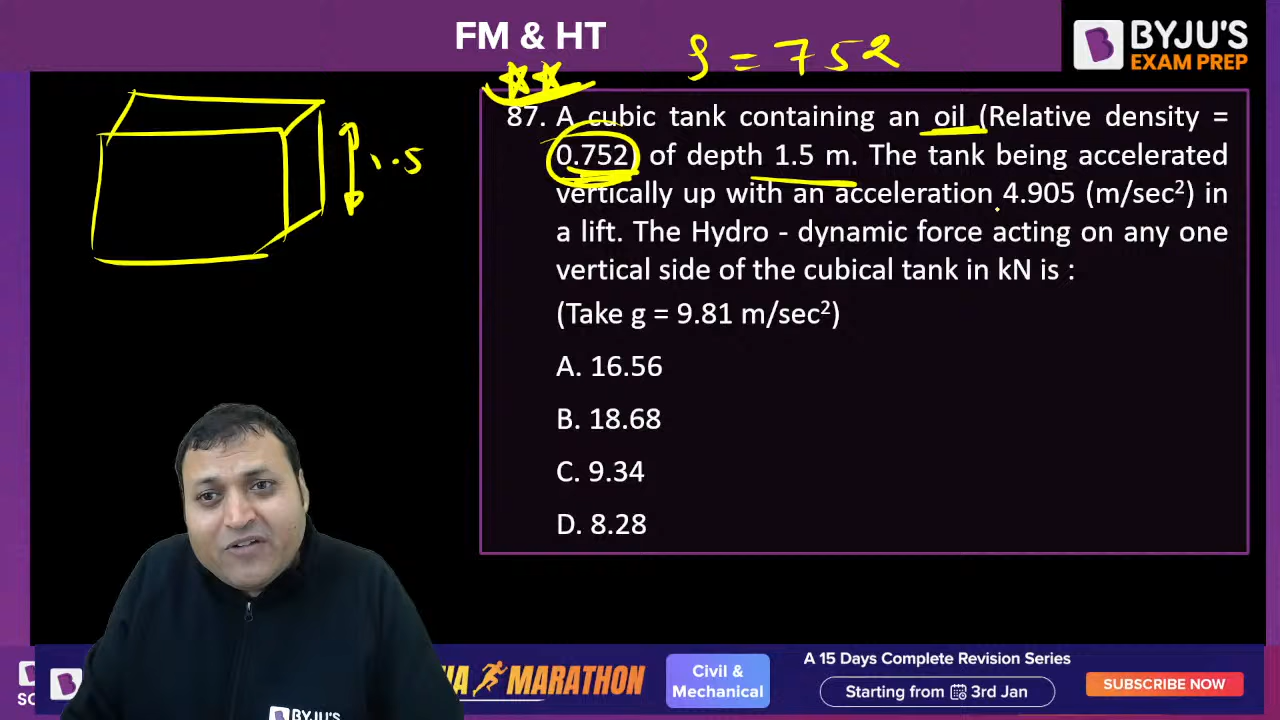 FM & HT
ρ = 752
BYJU'S
EXAM PREP
87. A cubic tank containing an oil (Relative density =
0.752) of depth 1.5 m. The tank being accelerated
vertically up with an acceleration 4.905 (m/sec²) in
a lift. The Hydro - dynamic force acting on any one
vertical side of the cubical tank in kN is :
(Take g = 9.81 m/sec²)
A. 16.56
B. 18.68
C. 9.34
D. 8.28
1.5
BYJU'S
MARATHON
Civil &
Mechanical
A 15 Days Complete Revision Series
Starting from 3rd Jan
SUBSCRIBE NOW